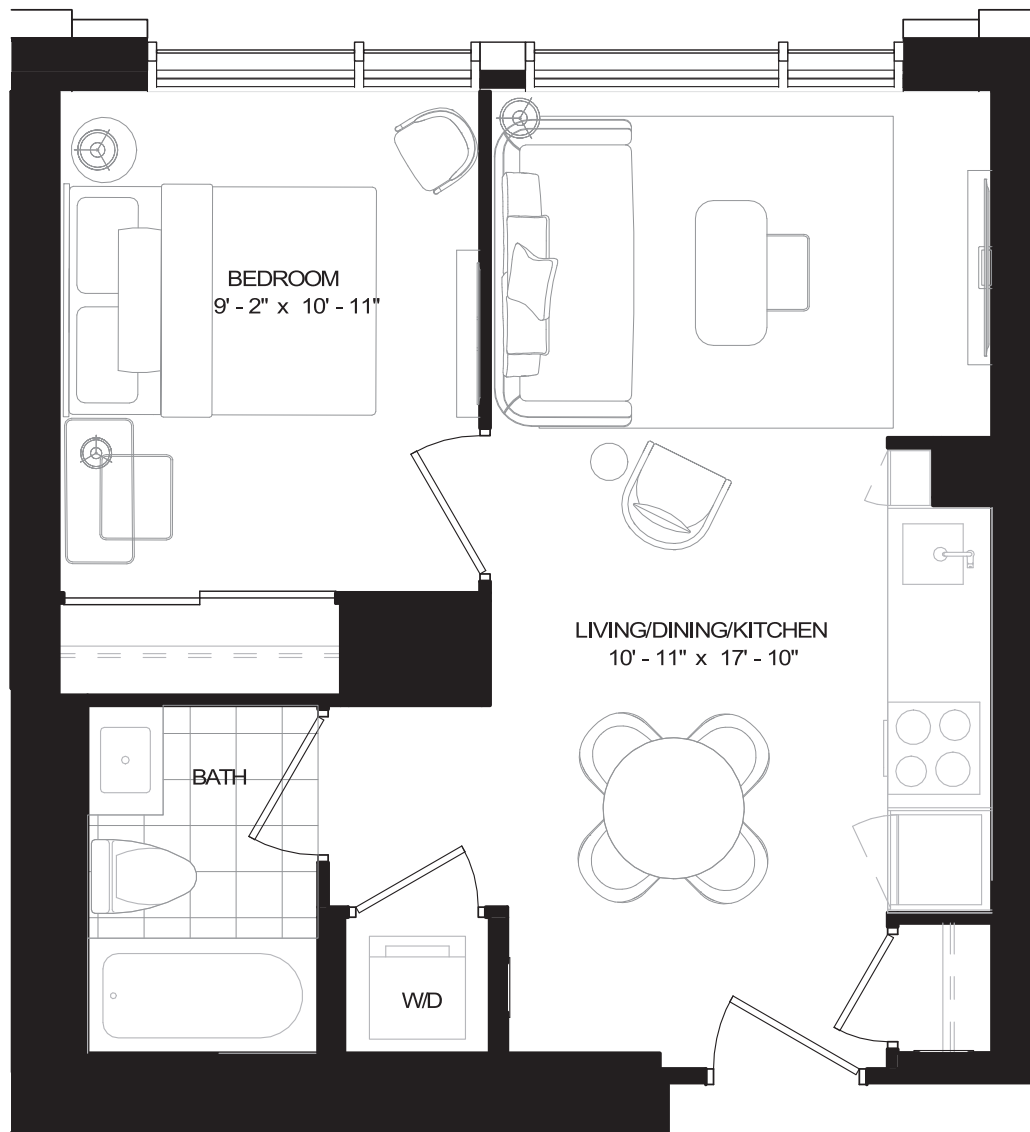 BEDROOM
9' - 2" x 10' - 11"
LIVING/DINING/KITCHEN
10' - 11" x 17' - 10"
BATH
W/D